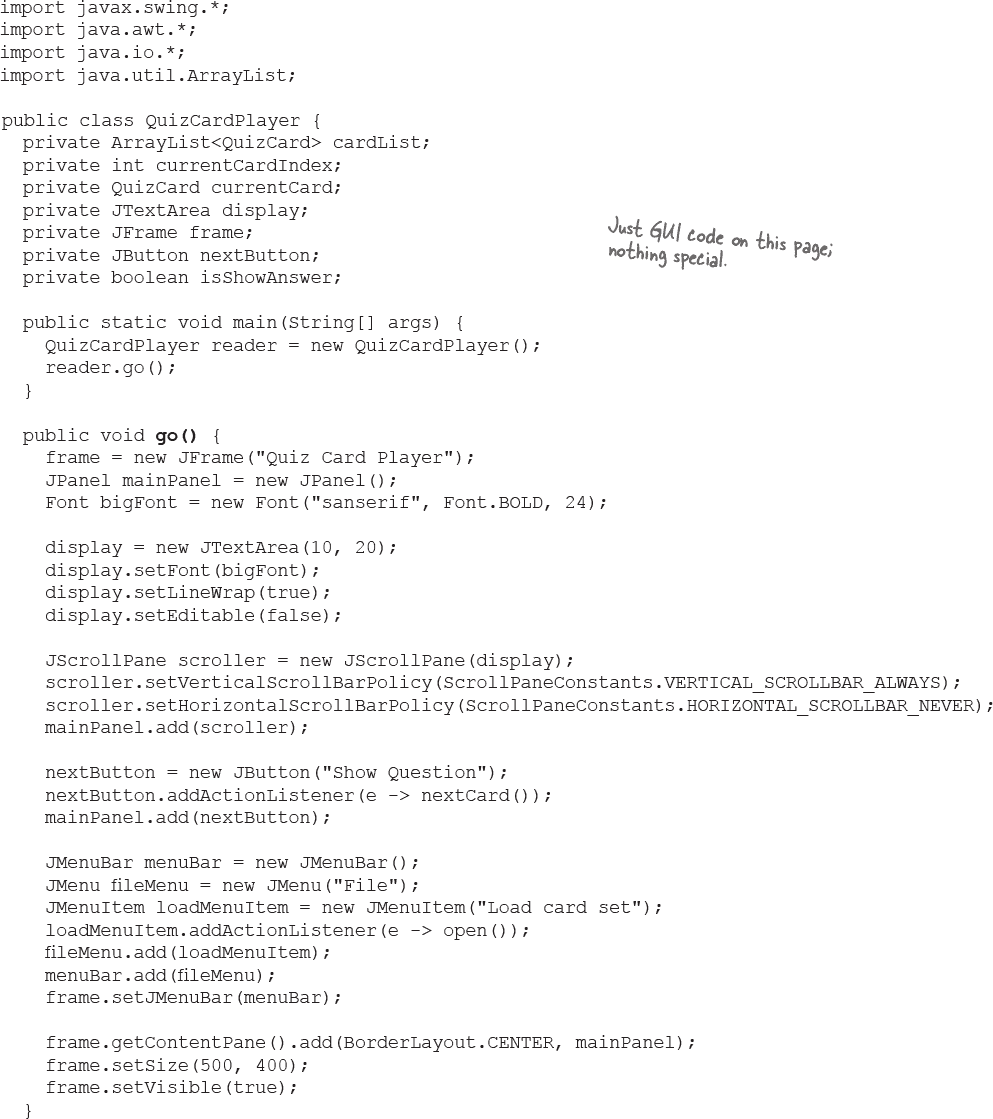 import javax.swing.*;
import java.awt.*;
import java.io.*;
import java.util.ArrayList;

public class QuizCardPlayer {
  private ArrayList<QuizCard> cardList;
  private int currentCardIndex;
  private QuizCard currentCard;
  private JTextArea display;
  private JFrame frame;
  private JButton nextButton;
  private boolean isShowAnswer;

Just GUI code on this page;
nothing special.

  public static void main(String[] args) {
    QuizCardPlayer reader = new QuizCardPlayer();
    reader.go();
  }

  public void go() {
    frame = new JFrame("Quiz Card Player");
    JPanel mainPanel = new JPanel();
    Font bigFont = new Font("sanserif", Font.BOLD, 24);

    display = new JTextArea(10, 20);
    display.setFont(bigFont);
    display.setLineWrap(true);
    display.setEditable(false);

    JScrollPane scroller = new JScrollPane(display);
    scroller.setVerticalScrollBarPolicy(ScrollPaneConstants.VERTICAL_SCROLLBAR_ALWAYS);
    scroller.setHorizontalScrollBarPolicy(ScrollPaneConstants.HORIZONTAL_SCROLLBAR_NEVER);
    mainPanel.add(scroller);

    nextButton = new JButton("Show Question");
    nextButton.addActionListener(e -> nextCard());
    mainPanel.add(nextButton);

    JMenuBar menuBar = new JMenuBar();
    JMenu fileMenu = new JMenu("File");
    JMenuItem loadMenuItem = new JMenuItem("Load card set");
    loadMenuItem.addActionListener(e -> open());
    fileMenu.add(loadMenuItem);
    menuBar.add(fileMenu);
    frame.setJMenuBar(menuBar);

    frame.getContentPane().add(BorderLayout.CENTER, mainPanel);
    frame.setSize(500, 400);
    frame.setVisible(true);
  }